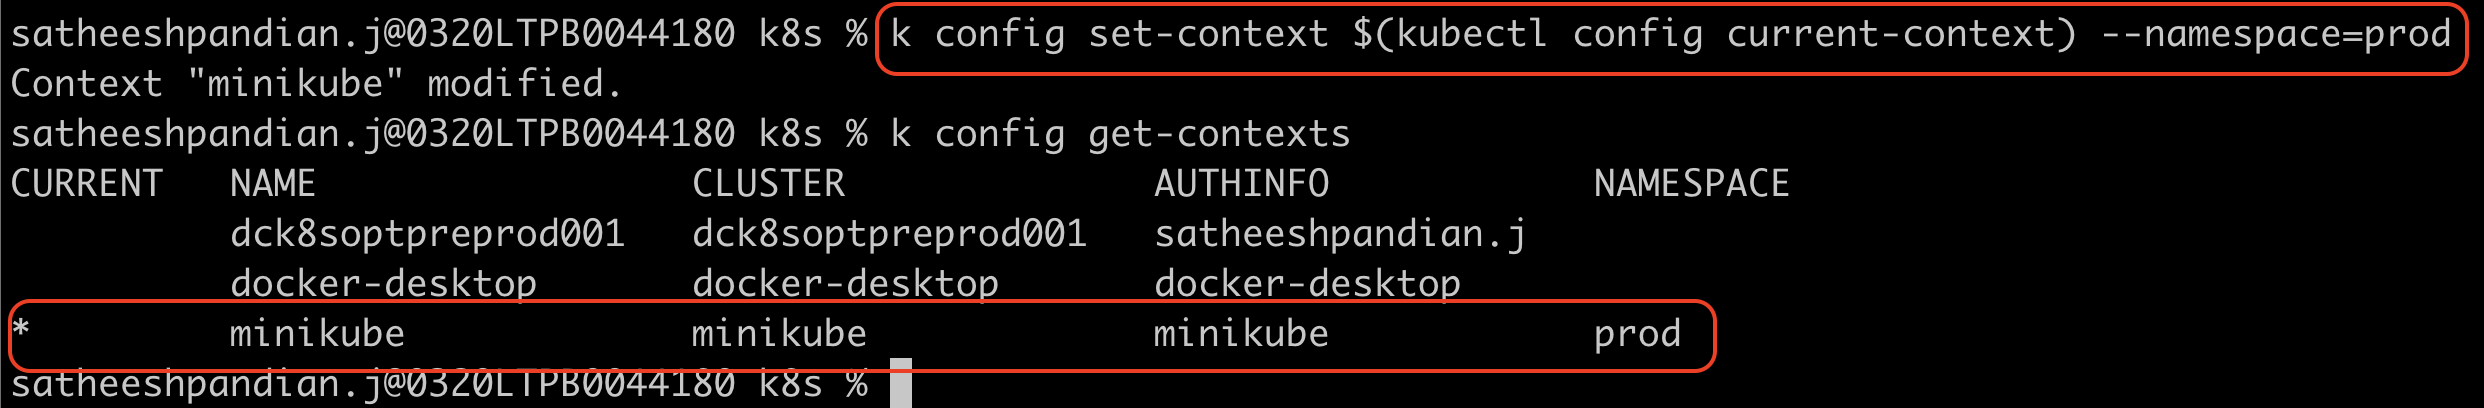 satheeshpandian.j@0320LTPB0044180 k8s % k config set-context $(kubectl config current-context) --namespace=prod
Context "minikube" modified.
satheeshpandian.j@0320LTPB0044180 k8s % k config get-contexts
CURRENT   NAME                 CLUSTER              AUTHINFO            NAMESPACE
          dck8soptpreprod001   dck8soptpreprod001   satheeshpandian.j
          docker-desktop       docker-desktop       docker-desktop
*         minikube             minikube             minikube            prod
satheeshpandian.j@0320LTPB0044180 k8s %